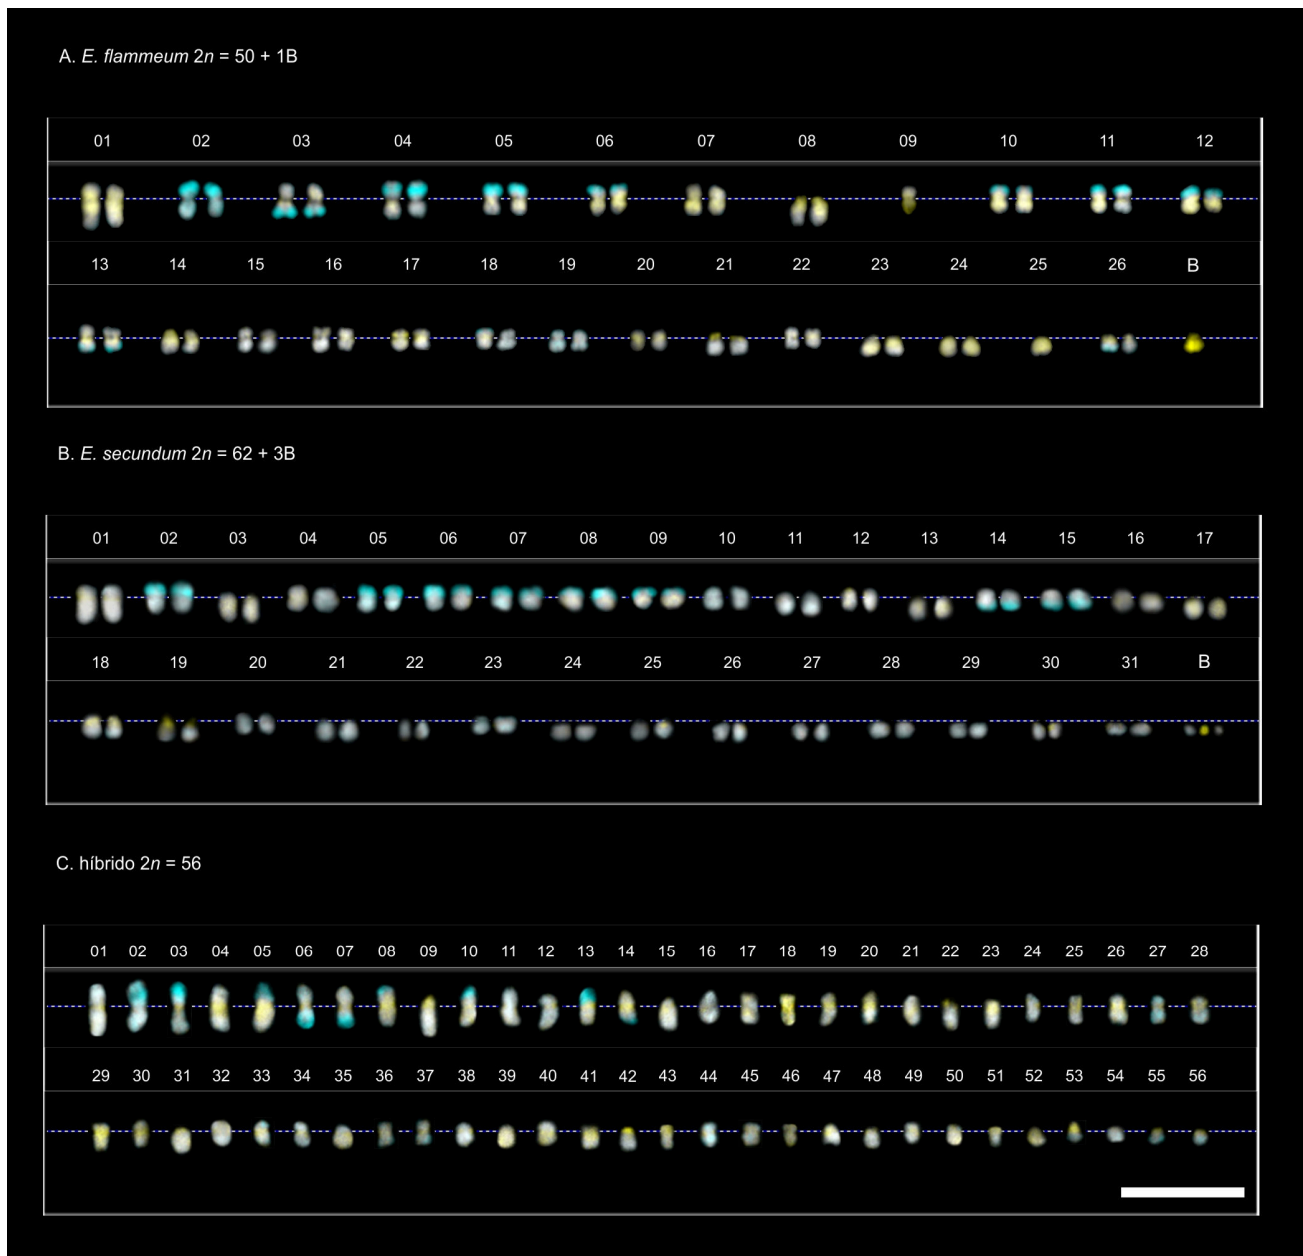 A. E. flammeum 2n = 50 + 1B
01 02 03 04 05 06 07 08 09 10 11 12
13 14 15 16 17 18 19 20 21 22 23 24 25 26 B
B. E. secundum 2n = 62 + 3B
01 02 03 04 05 06 07 08 09 10 11 12 13 14 15 16 17
18 19 20 21 22 23 24 25 26 27 28 29 30 31 B
C. híbrido 2n = 56
01 02 03 04 05 06 07 08 09 10 11 12 13 14 15 16 17 18 19 20 21 22 23 24 25 26 27 28
29 30 31 32 33 34 35 36 37 38 39 40 41 42 43 44 45 46 47 48 49 50 51 52 53 54 55 56